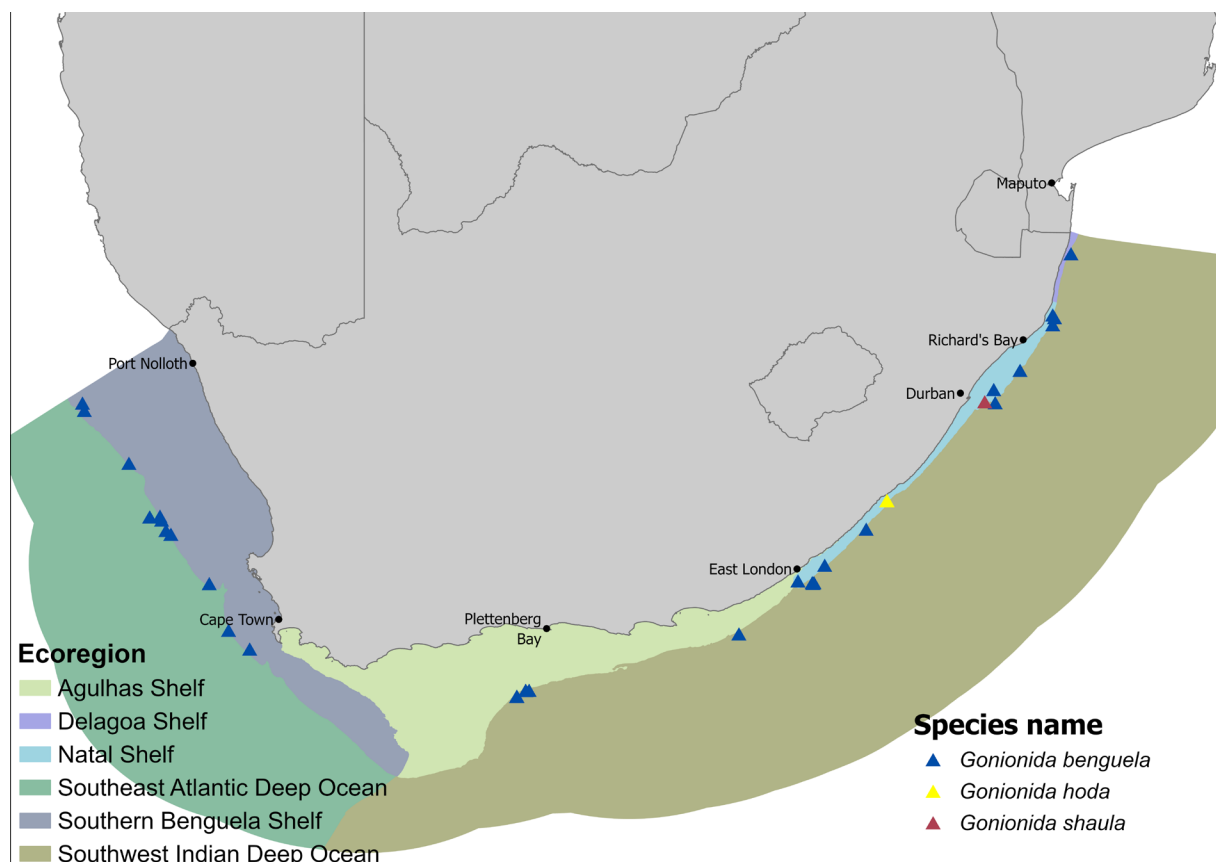 Maputo
Richard's Bay
Port Nolloth
Durban
East London
Cape Town
Plettenberg
Bay
Ecoregion
Agulhas Shelf
Delagoa Shelf
Natal Shelf
Southeast Atlantic Deep Ocean
Southern Benguela Shelf
Southwest Indian Deep Ocean
Species name
Gonionida benguela
Gonionida hoda
Gonionida shaula